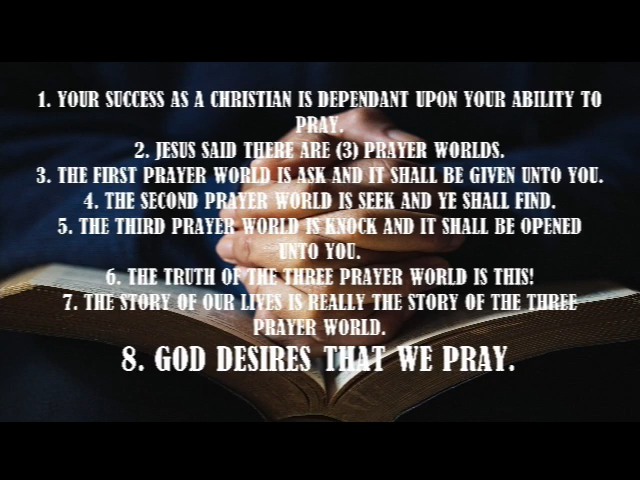 1. YOUR SUCCESS AS A CHRISTIAN IS DEPENDANT UPON YOUR ABILITY TO
PRAY.
2. JESUS SAID THERE ARE (3) PRAYER WORLDS.
3. THE FIRST PRAYER WORLD IS ASK AND IT SHALL BE GIVEN UNTO YOU.
4. THE SECOND PRAYER WORLD IS SEEK AND YE SHALL FIND.
5. THE THIRD PRAYER WORLD IS KNOCK AND IT SHALL BE OPENED
UNTO YOU.
6. THE TRUTH OF THE THREE PRAYER WORLD IS THIS!
7. THE STORY OF OUR LIVES IS REALLY THE STORY OF THE THREE
PRAYER WORLD.
8. GOD DESIRES THAT WE PRAY.